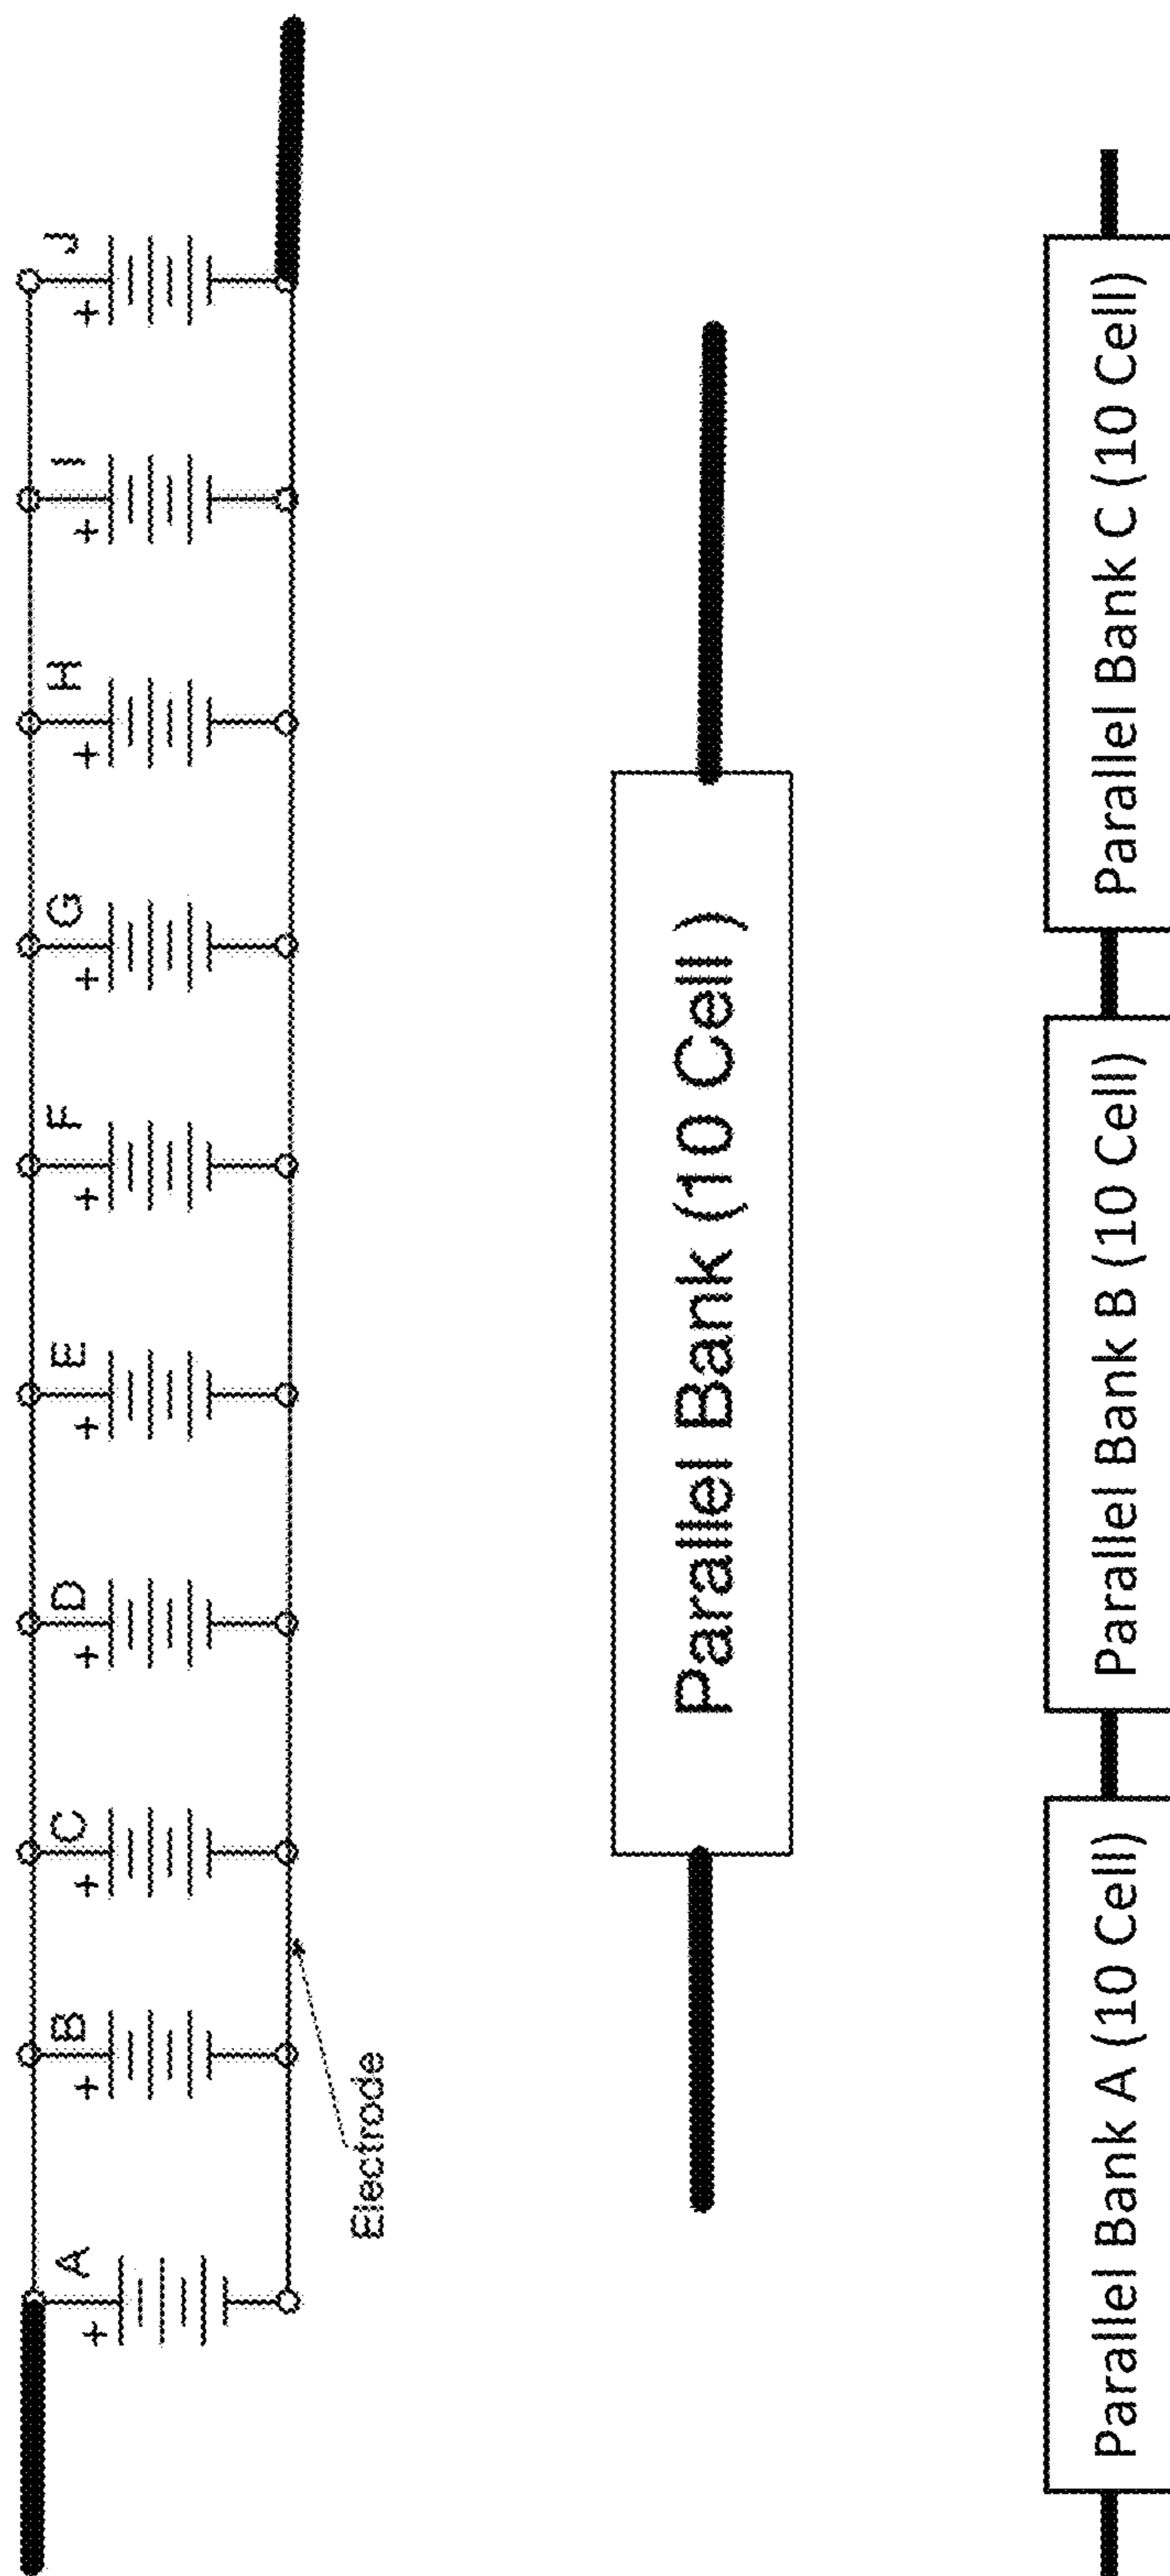 A B C D E F G H I J
+ + + + + + + + + +
Electrode
Parallel Bank (10 Cell )
Parallel Bank A (10 Cell) Parallel Bank B (10 Cell) Parallel Bank C (10 Cell)